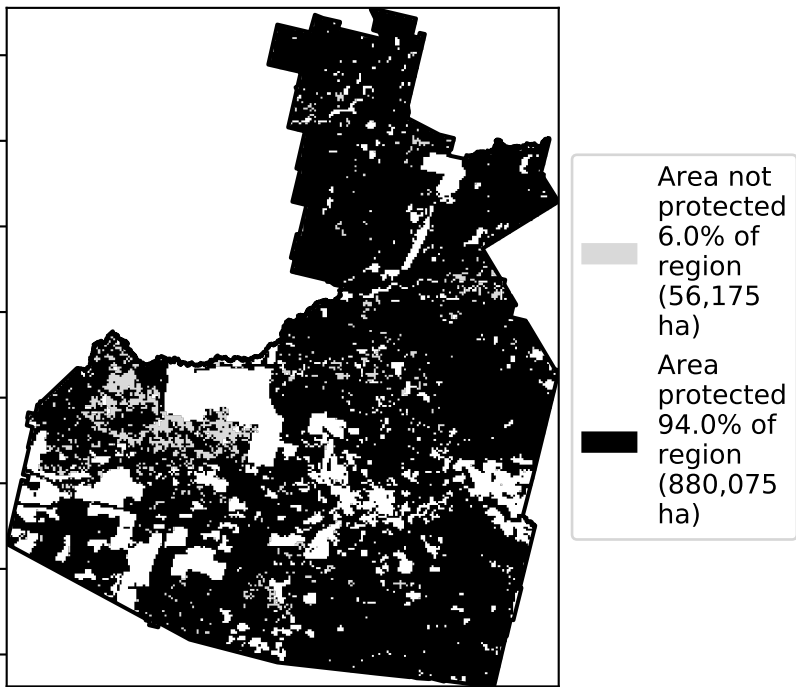 Area not
protected
6.0% of
region
(56,175
ha)
Area
protected
94.0% of
region
(880,075
ha)